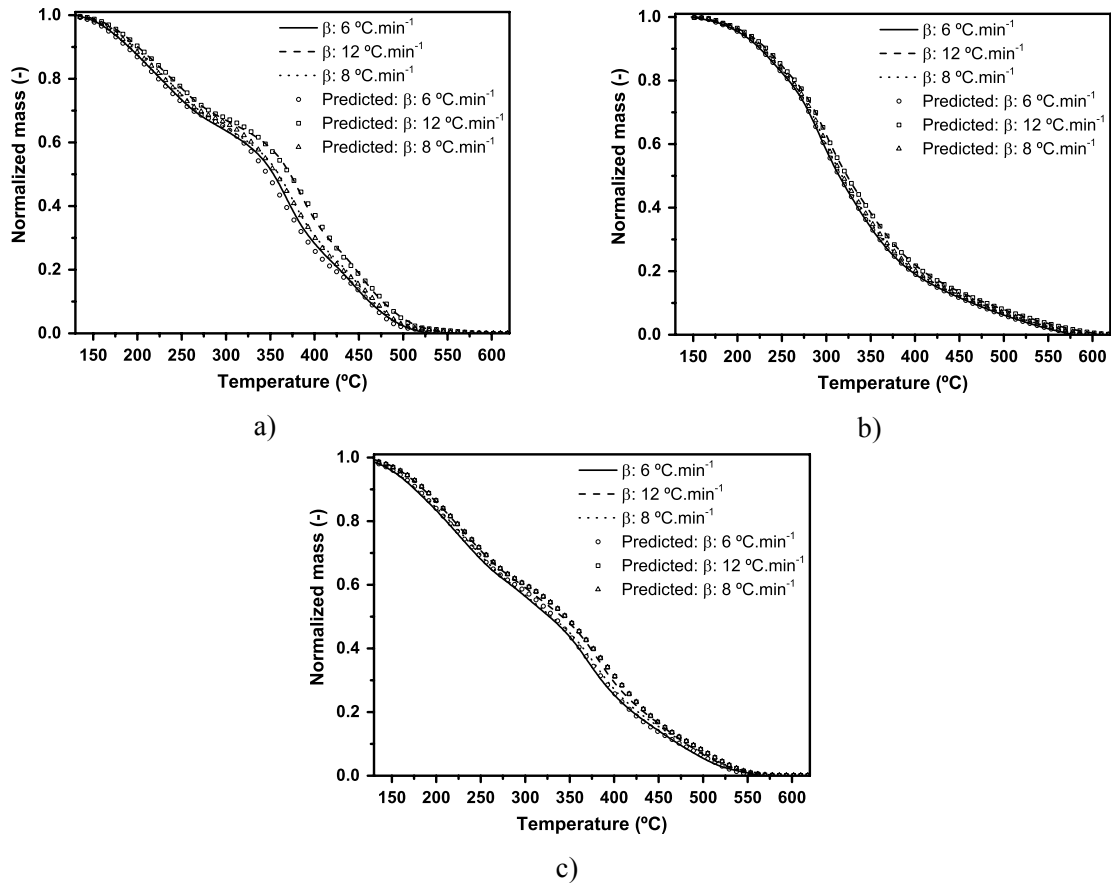 Normalized mass (-)
1.0
0.8
0.6
0.4
0.2
0.0
β: 6 ºC.min-1
β: 12 ºC.min-1
β: 8 ºC.min-1
Predicted: β: 6 ºC.min-1
Predicted: β: 12 ºC.min-1
Predicted: β: 8 ºC.min-1
150 200 250 300 350 400 450 500 550 600
Temperature (ºC)
a)
Normalized mass (-)
1.0
0.8
0.6
0.4
0.2
0.0
β: 6 ºC.min-1
β: 12 ºC.min-1
β: 8 ºC.min-1
Predicted: β: 6 ºC.min-1
Predicted: β: 12 ºC.min-1
Predicted: β: 8 ºC.min-1
150 200 250 300 350 400 450 500 550 600
Temperature (ºC)
b)
Normalized mass (-)
1.0
0.8
0.6
0.4
0.2
0.0
β: 6 ºC.min-1
β: 12 ºC.min-1
β: 8 ºC.min-1
Predicted: β: 6 ºC.min-1
Predicted: β: 12 ºC.min-1
Predicted: β: 8 ºC.min-1
150 200 250 300 350 400 450 500 550 600
Temperature (ºC)
c)